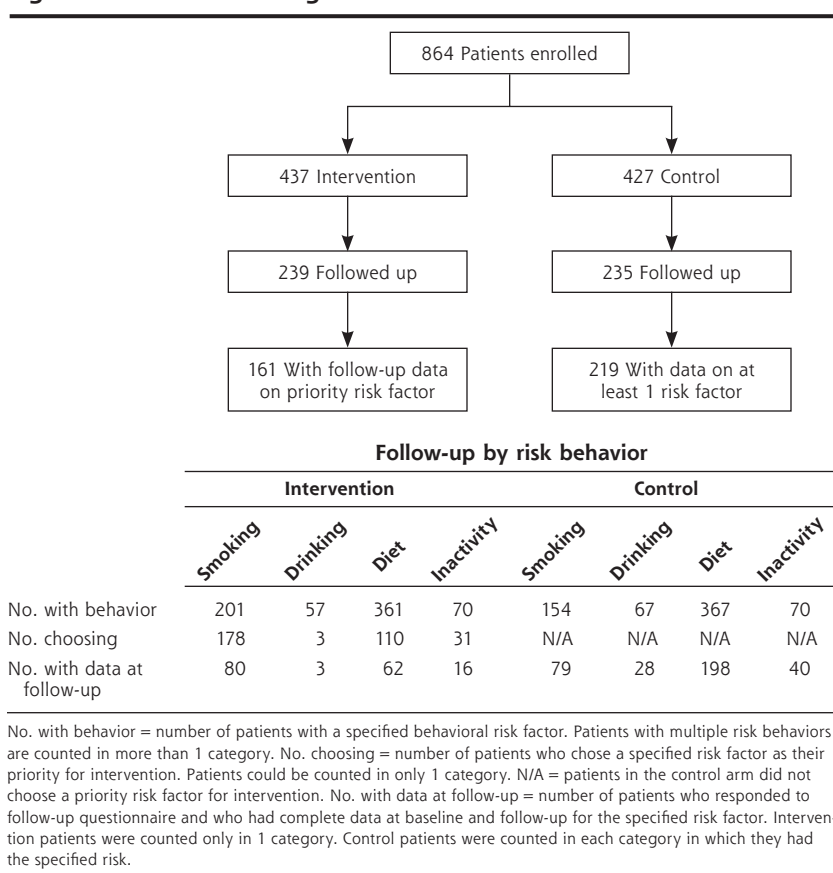 864 Patients enrolled
437 Intervention
427 Control
239 Followed up
235 Followed up
161 With follow-up data
on priority risk factor
219 With data on at
least 1 risk factor
Follow-up by risk behavior
Intervention Control
Smoking Drinking Diet Inactivity Smoking Drinking Diet Inactivity
No. with behavior 201 57 361 70 154 67 367 70
No. choosing 178 3 110 31 N/A N/A N/A N/A
No. with data at 80 3 62 16 79 28 198 40
follow-up
No. with behavior = number of patients with a specified behavioral risk factor. Patients with multiple risk behaviors
are counted in more than 1 category. No. choosing = number of patients who chose a specified risk factor as their
priority for intervention. Patients could be counted in only 1 category. N/A = patients in the control arm did not
choose a priority risk factor for intervention. No. with data at follow-up = number of patients who responded to
follow-up questionnaire and who had complete data at baseline and follow-up for the specified risk factor. Interven-
tion patients were counted only in 1 category. Control patients were counted in each category in which they had
the specified risk.